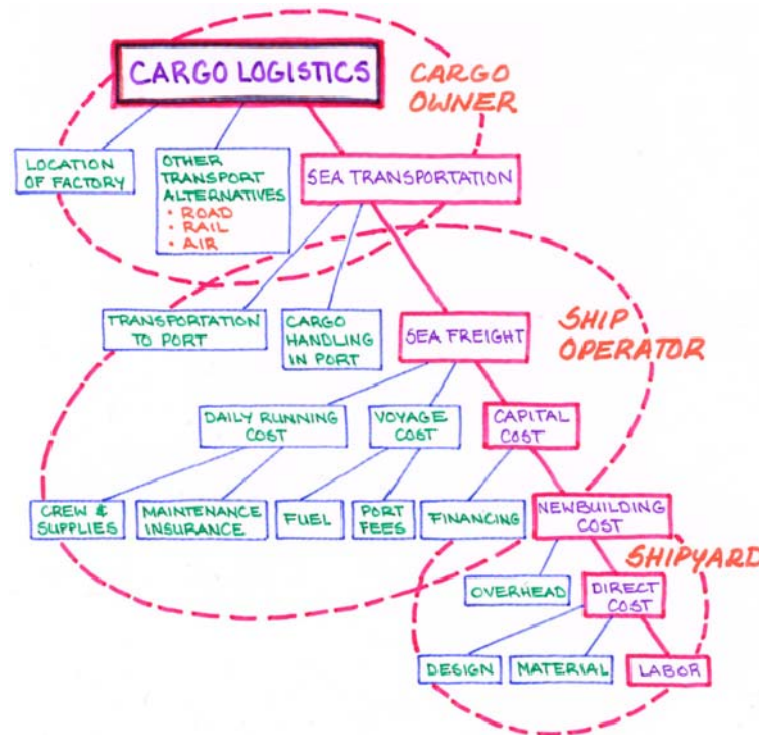 CARGO LOGISTICS
CARGO
OWNER
LOCATION
OF FACTORY
OTHER
TRANSPORT
ALTERNATIVES
• ROAD
• RAIL
• AIR
SEA TRANSPORTATION
TRANSPORTATION
TO PORT
CARGO
HANDLING
IN PORT
SEA FREIGHT
SHIP
OPERATOR
DAILY RUNNING
COST
VOYAGE
COST
CAPITAL
COST
CREW &
SUPPLIES
MAINTENANCE
INSURANCE
FUEL
PORT
FEES
FINANCING
NEWBUILDING
COST
SHIPYARD
OVERHEAD
DIRECT
COST
DESIGN
MATERIAL
LABOR